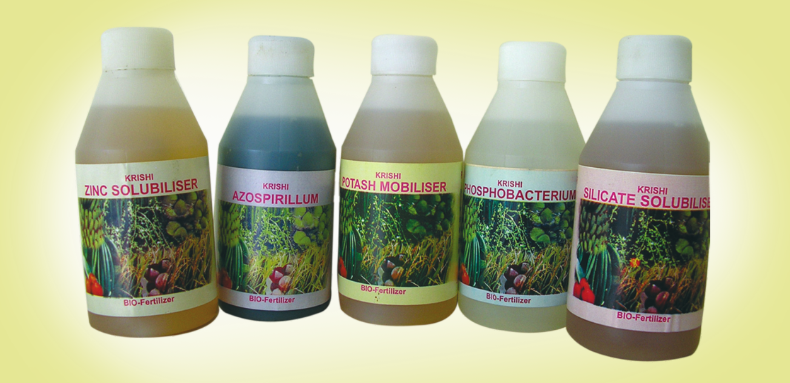 KRISHI
ZINC SOLUBILISER
BIO-Fertilizer
KRISHI
AZOSPIRILLUM
BIO-Fertilizer
KRISHI
POTASH MOBILISER
BIO-Fertilizer
KRISHI
PHOSPHOBACTERIUM
BIO-Fertilizer
KRISHI
SILICATE SOLUBILISE
BIO-Fertilizer